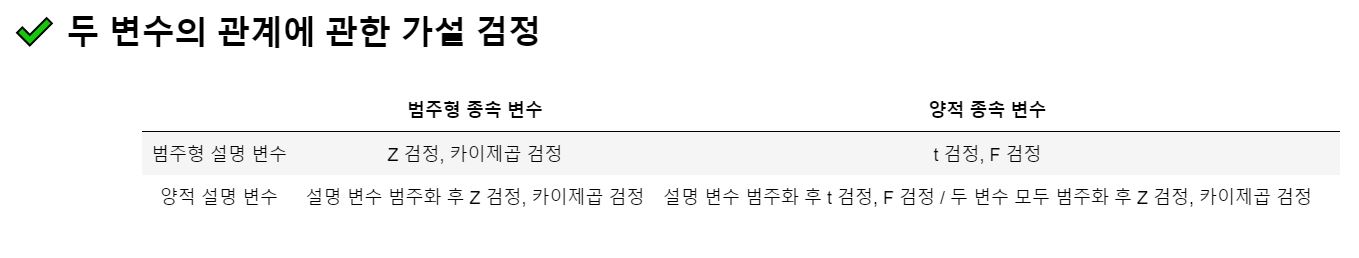 두 변수의 관계에 관한 가설 검정
범주형 종속 변수 양적 종속 변수
범주형 설명 변수 Z 검정, 카이제곱 검정 t 검정, F 검정
양적 설명 변수 설명 변수 범주화 후 Z 검정, 카이제곱 검정 설명 변수 범주화 후 t 검정, F 검정 / 두 변수 모두 범주화 후 Z 검정, 카이제곱 검정